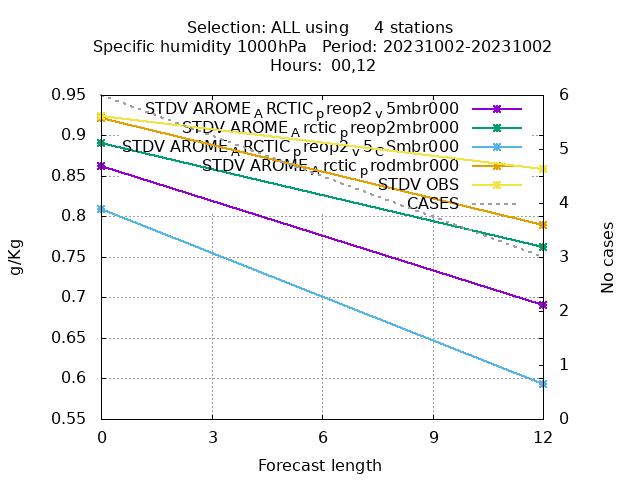 Selection: ALL using     4 stations
Specific humidity 1000hPa   Period: 20231002-20231002
Hours: 00,12
0.95
0.9
0.85
0.8
0.75
0.7
0.65
0.6
0.55
g/Kg
STDV AROME_ARCTIC_preop2_v5mbr000
STDV AROME_Arctic_preop2mbr000
STDV AROME_ARCTIC_preop2_v5_CSmbr000
STDV AROME_Arctic_prodmbr000
STDV OBS
CASES
6
5
4
3
2
1
0
No cases
0 3 6 9 12
Forecast length